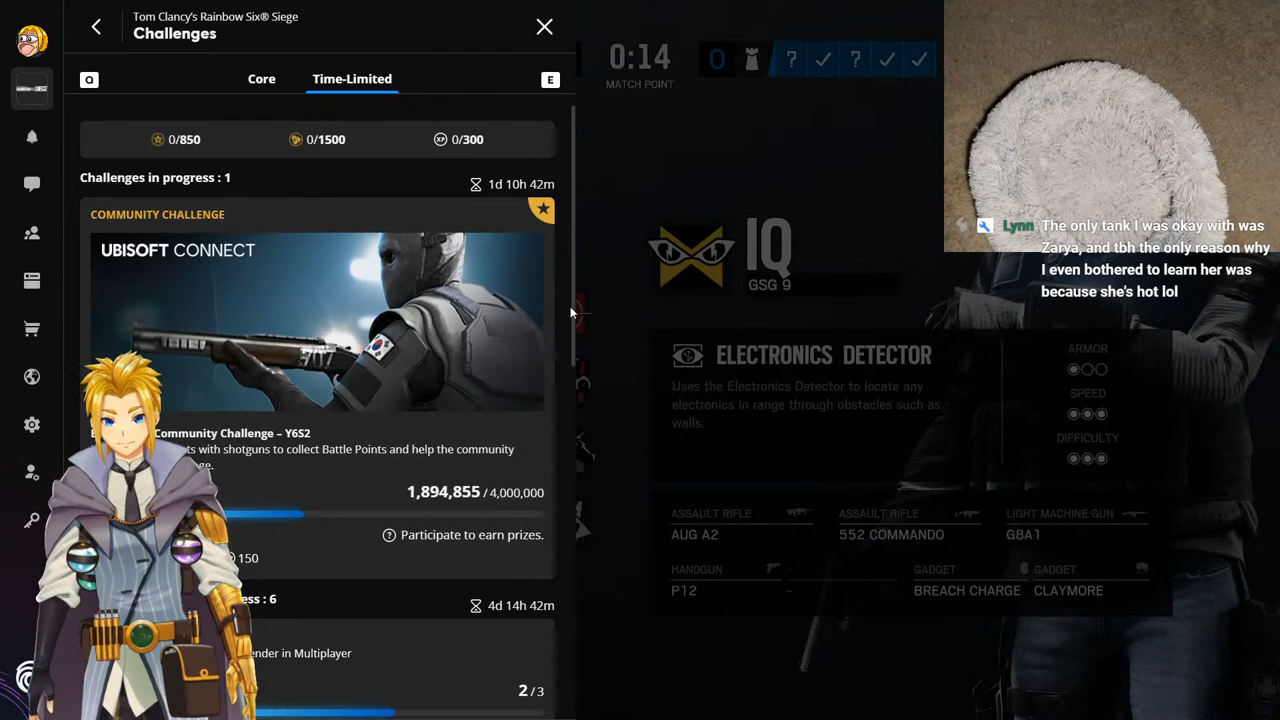 Tom Clancy's Rainbow Six® Siege
Challenges
Q
Core
Time-Limited
E
0/850
0/1500
XP 0/300
Challenges in progress : 1
1d 10h 42m
COMMUNITY CHALLENGE
UBISOFT CONNECT
Community Challenge – Y6S2
with shotguns to collect Battle Points and help the community
1,894,855 / 4,000,000
? Participate to earn prizes.
150
: 6
4d 14h 42m
in Multiplayer
2 / 3
0:14
MATCH POINT
0
?
?
IQ
GSG 9
ELECTRONICS DETECTOR
Uses the Electronics Detector to locate any
electronics in range through obstacles such as
walls.
ARMOR
SPEED
DIFFICULTY
ASSAULT RIFLE
AUG A2
ASSAULT RIFLE
552 COMMANDO
LIGHT MACHINE GUN
G8A1
HANDGUN
P12
-
-
GADGET
BREACH CHARGE
GADGET
CLAYMORE
Lynn The only tank I was okay with was
Zarya, and tbh the only reason why
I even bothered to learn her was
because she's hot lol